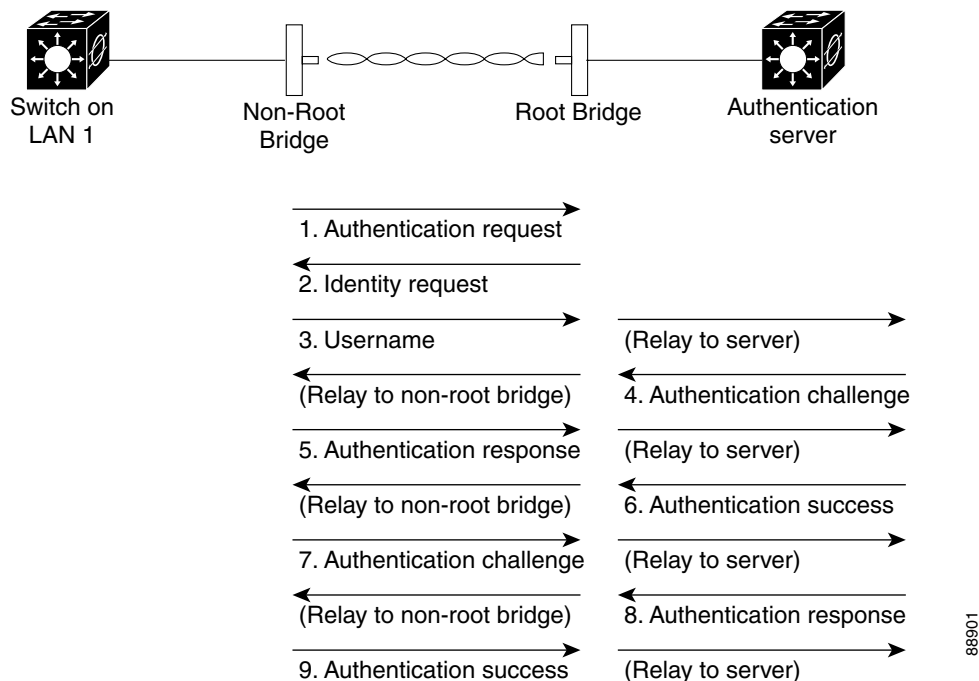 Switch on
LAN 1
Non-Root
Bridge
Root Bridge
Authentication
server
1. Authentication request
2. Identity request
3. Username
(Relay to server)
(Relay to non-root bridge)
4. Authentication challenge
5. Authentication response
(Relay to server)
(Relay to non-root bridge)
6. Authentication success
7. Authentication challenge
(Relay to server)
(Relay to non-root bridge)
8. Authentication response
9. Authentication success
(Relay to server)
88901